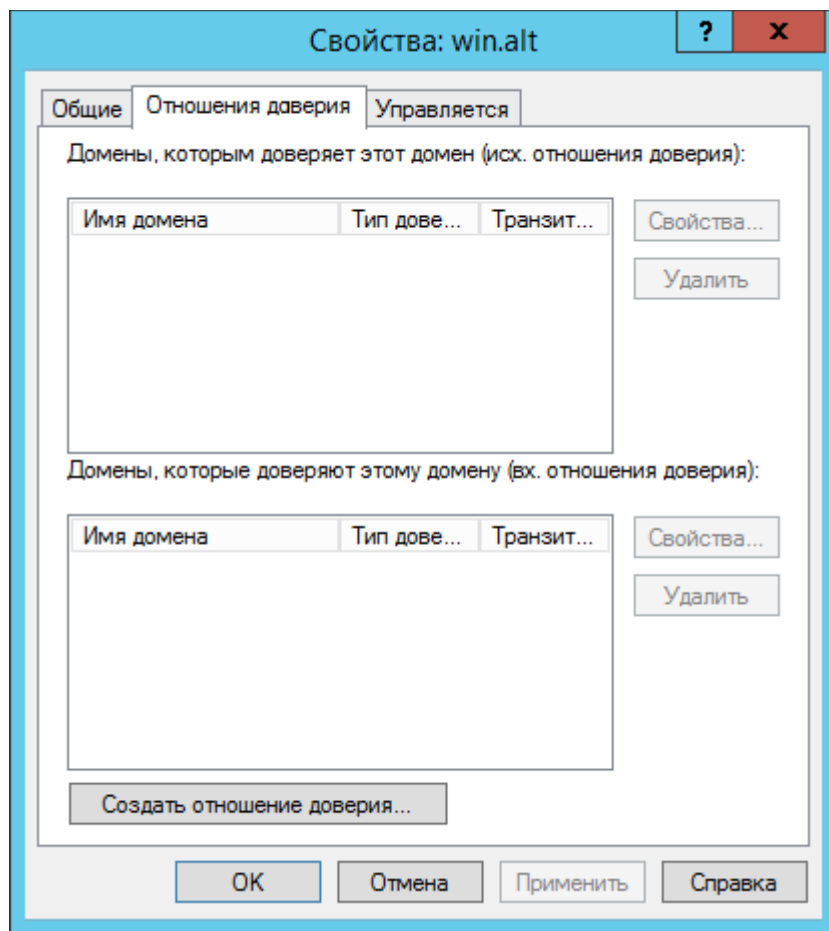 Свойства: win.alt
?
x
Общие Отношения доверия Управляется
Домены, которым доверяет этот домен (исх. отношения доверия):
Имя домена Тип дове... Транзит... Свойства...
Удалить
Домены, которые доверяют этому домену (вх. отношения доверия):
Имя домена Тип дове... Транзит... Свойства...
Удалить
Создать отношение доверия...
OK Отмена Применить Справка